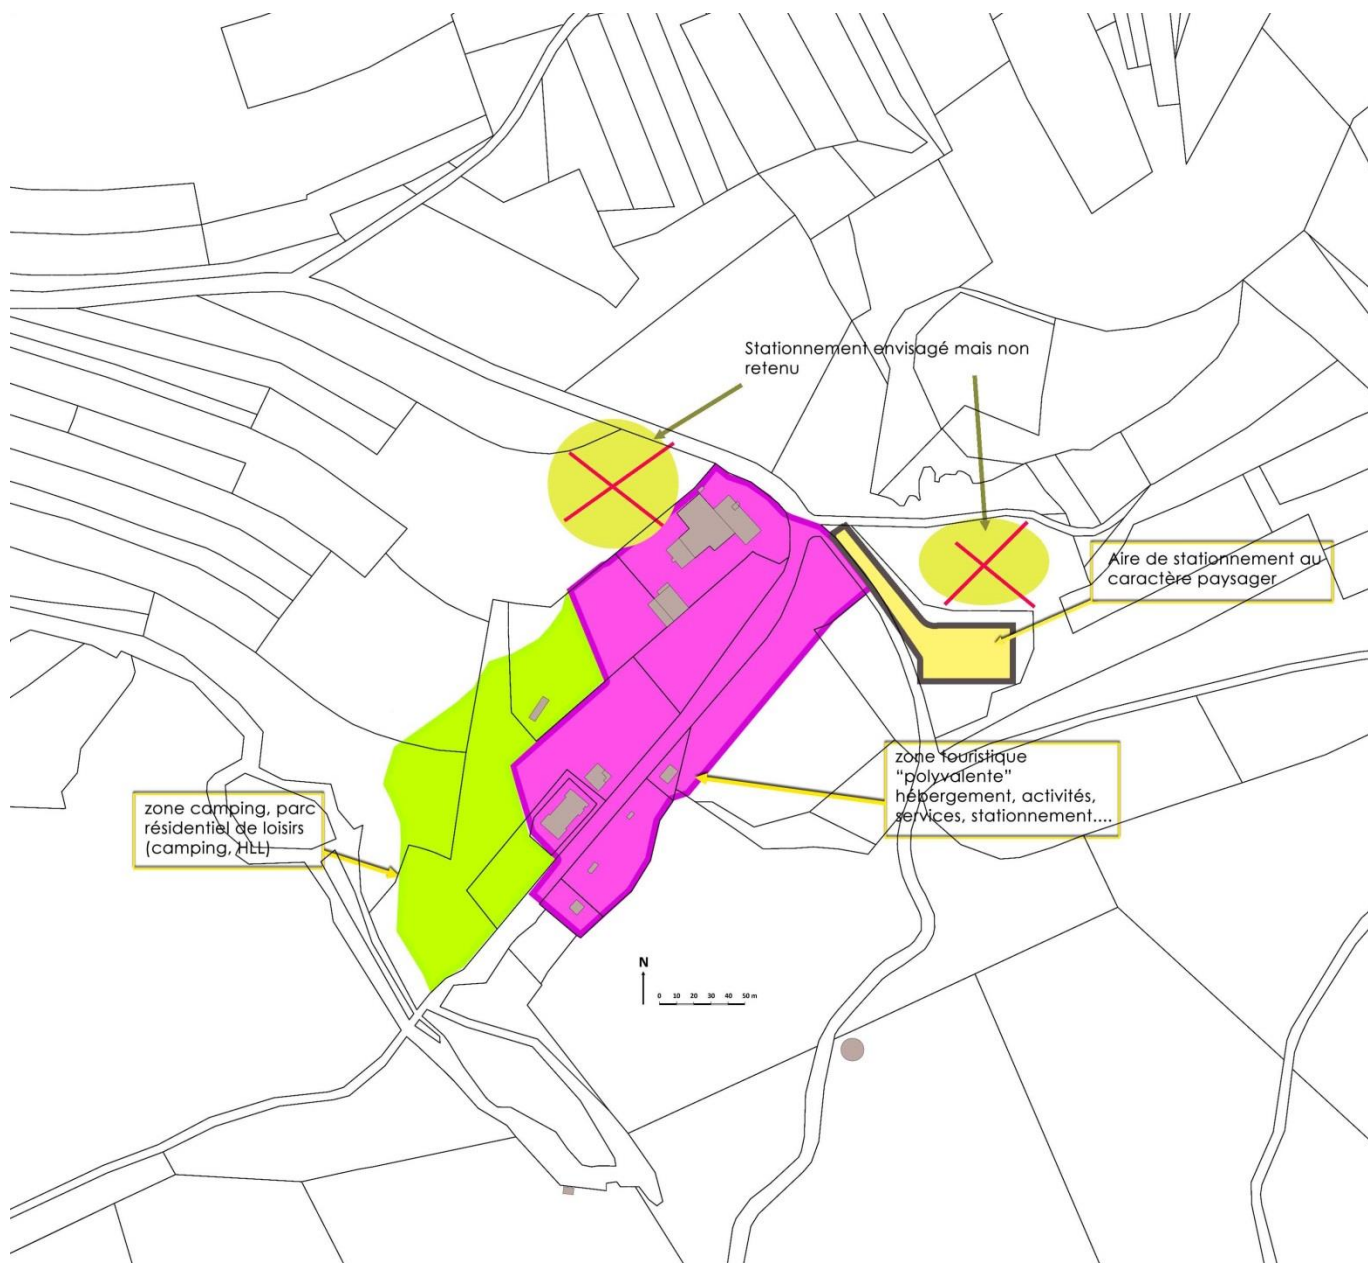 Stationnement envisagé mais non
retenu
Aire de stationnement au
caractère paysager
zone touristique
"polyvalente"
hébergement, activités,
services, stationnement....
zone camping, parc
résidentiel de loisirs
(camping, HLL)
N
0 10 20 30 40 50 m